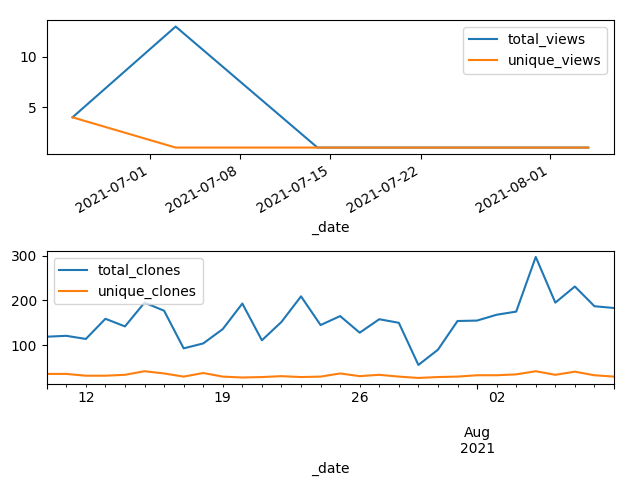 total_views
unique_views
10
5
2021-07-01 2021-07-08 2021-07-15 2021-07-22 2021-08-01
_date
total_clones
unique_clones
300
200
100
12 19 26 02
Aug
2021
_date